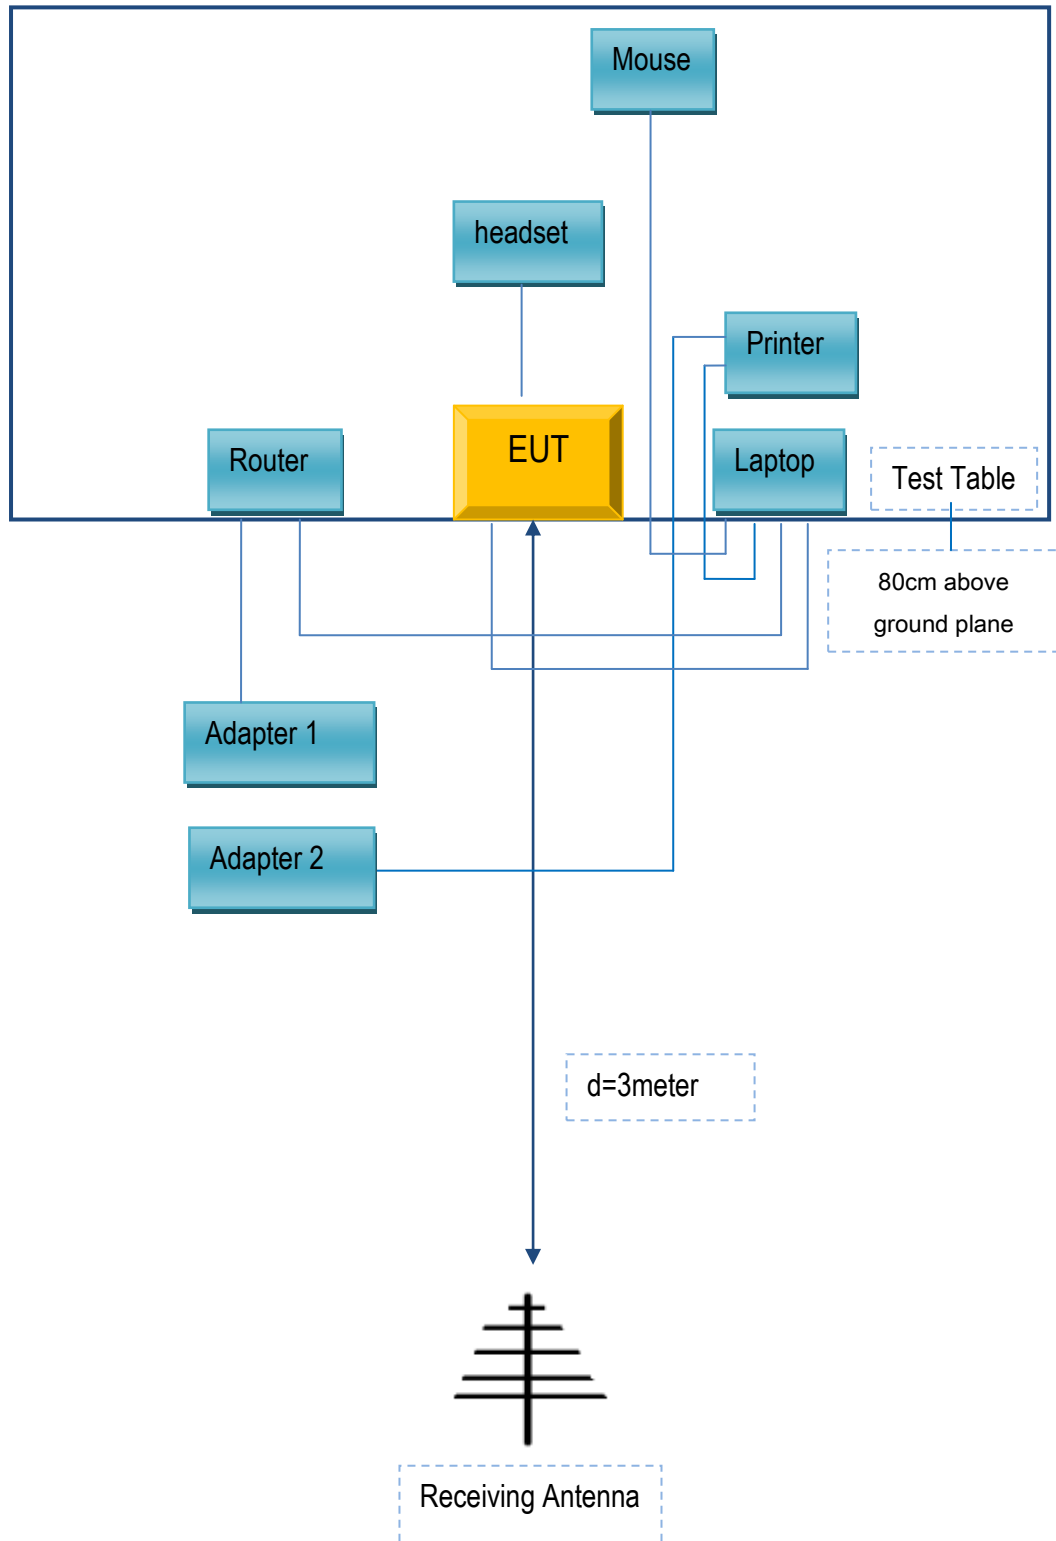 Mouse
headset
Printer
EUT
Router
Laptop
Test Table
80cm above
ground plane
Adapter 1
Adapter 2
d=3meter
Receiving Antenna